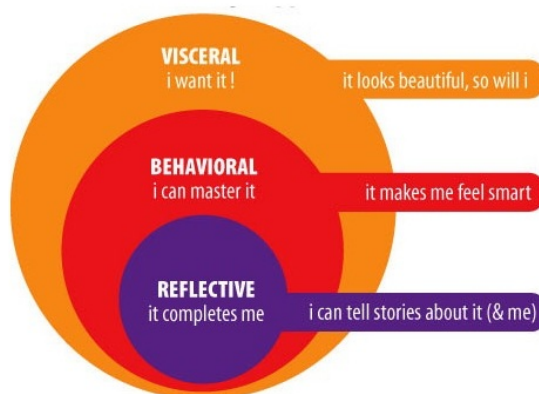 VISCERAL
i want it !
it looks beautiful, so will i
BEHAVIORAL
i can master it
it makes me feel smart
REFLECTIVE
it completes me
i can tell stories about it (& me)